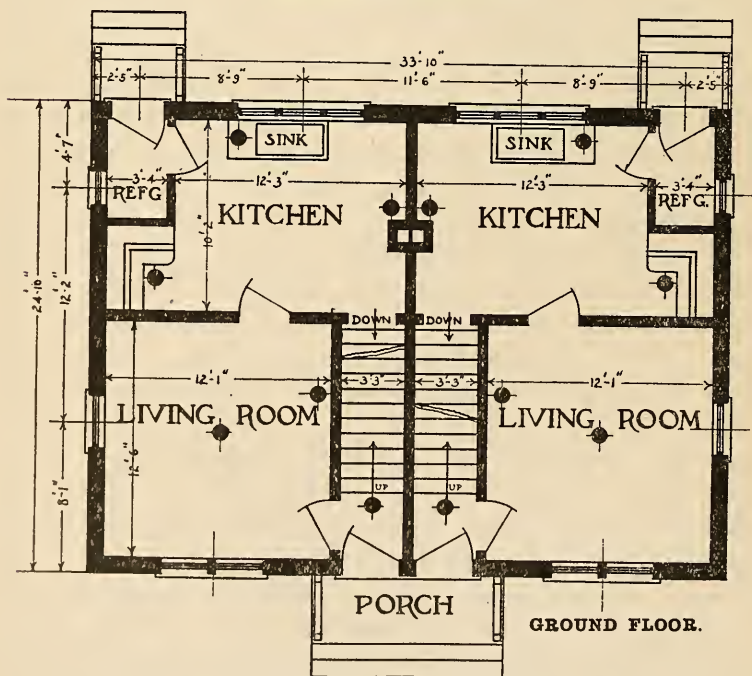 33'-10"
2'-5" 8'-9" 11'-6" 8'-9" 2'-5"
SINK SINK
4'-7"
3'-4" 12'-3" 12'-3" 3'-4"
REFG. REFG.
KITCHEN KITCHEN
10'-2"
24'-10"
12'-2"
DOWN DOWN
12'-1" 3'-3" 3'-3" 12'-1"
LIVING ROOM LIVING ROOM
12'-6"
8'-1"
UP UP
PORCH
GROUND FLOOR.